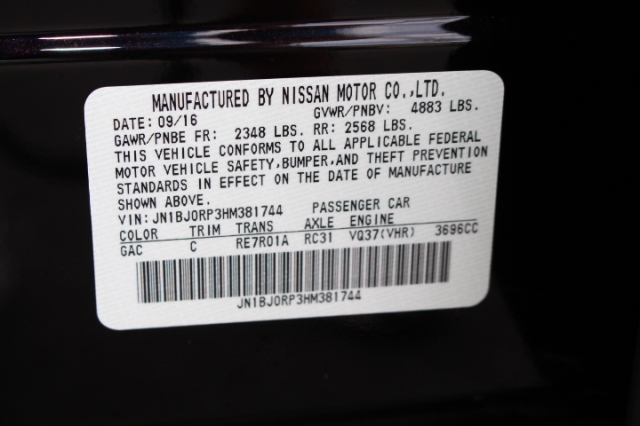 MANUFACTURED BY NISSAN MOTOR CO.,LTD.
DATE: 09/16 GVWR/PNBV: 4883 LBS.
GAWR/PNBE FR: 2348 LBS. RR: 2568 LBS.
THIS VEHICLE CONFORMS TO ALL APPLICABLE FEDERAL
MOTOR VEHICLE SAFETY,BUMPER,AND THEFT PREVENTION
STANDARDS IN EFFECT ON THE DATE OF MANUFACTURE
SHOWN ABOVE.
VIN: JN1BJ0RP3HM381744 PASSENGER CAR
COLOR TRIM TRANS AXLE ENGINE
GAC C RE7R01A RC31 VQ37(VHR) 3696CC
JN1BJ0RP3HM381744